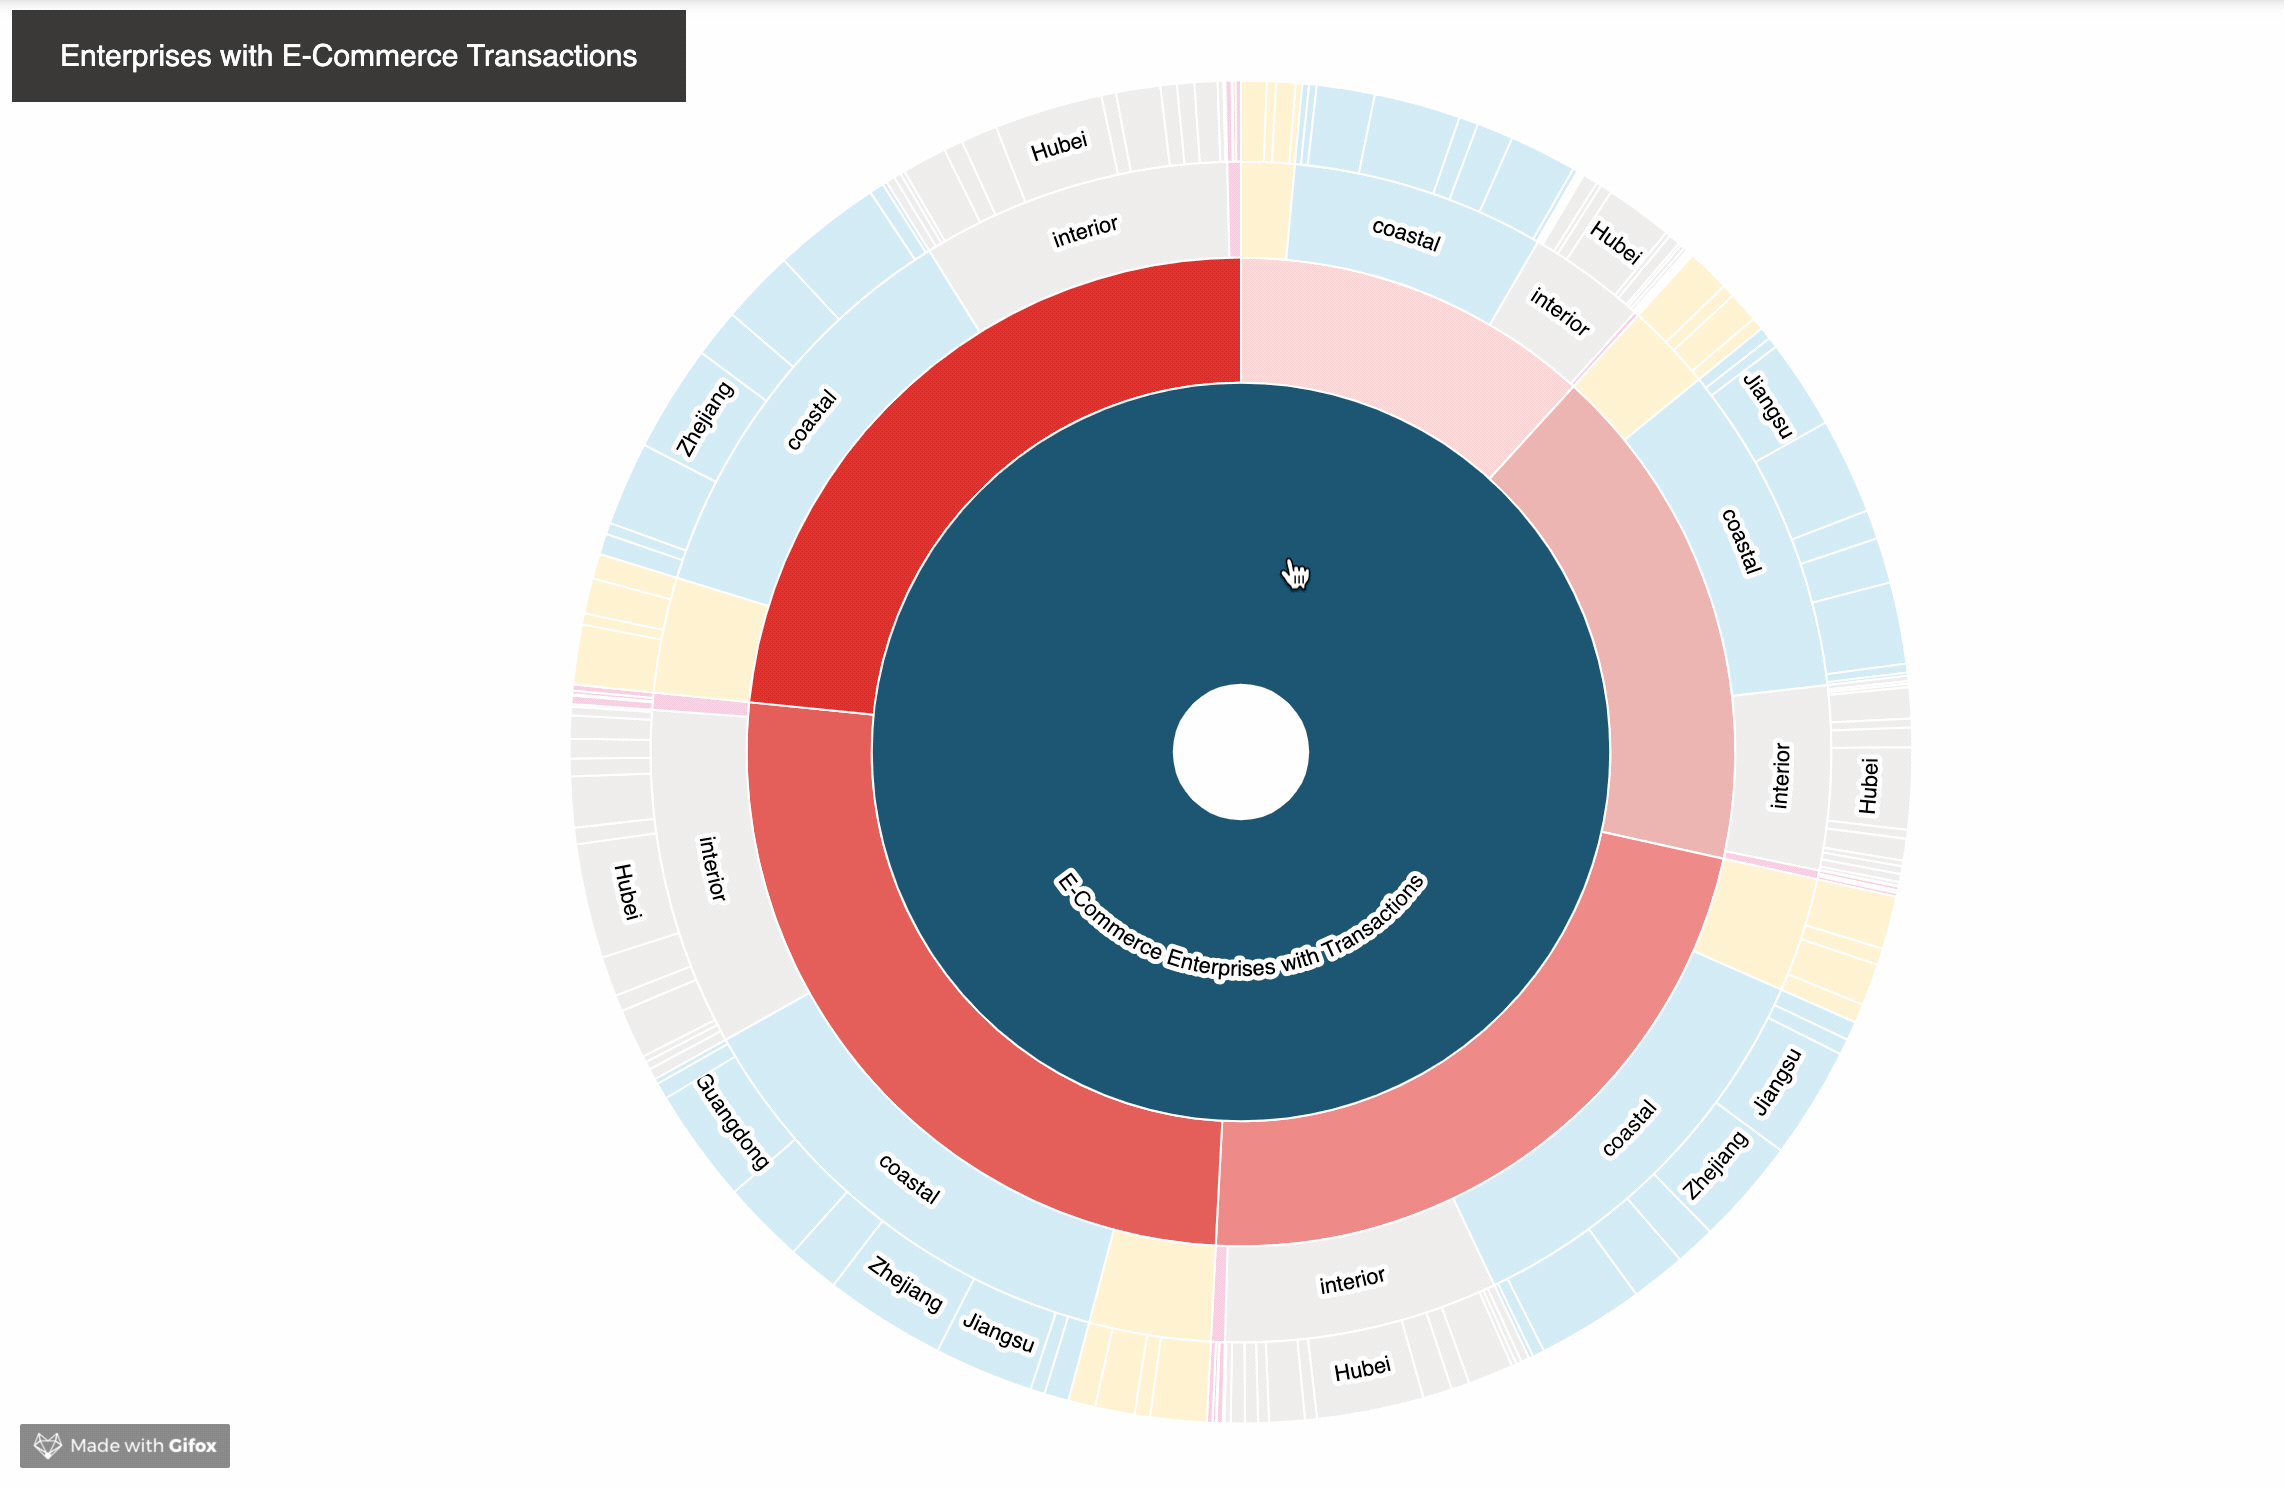 Enterprises with E-Commerce Transactions
Hubei
interior
coastal
Hubei
interior
Zhejiang
coastal
Jiangsu
coastal
interior
Hubei
interior
Hubei
E-Commerce Enterprises with Transactions
Jiangsu
Zhejiang
coastal
Guangdong
coastal
Zhejiang
Jiangsu
interior
Hubei
Made with Gifox